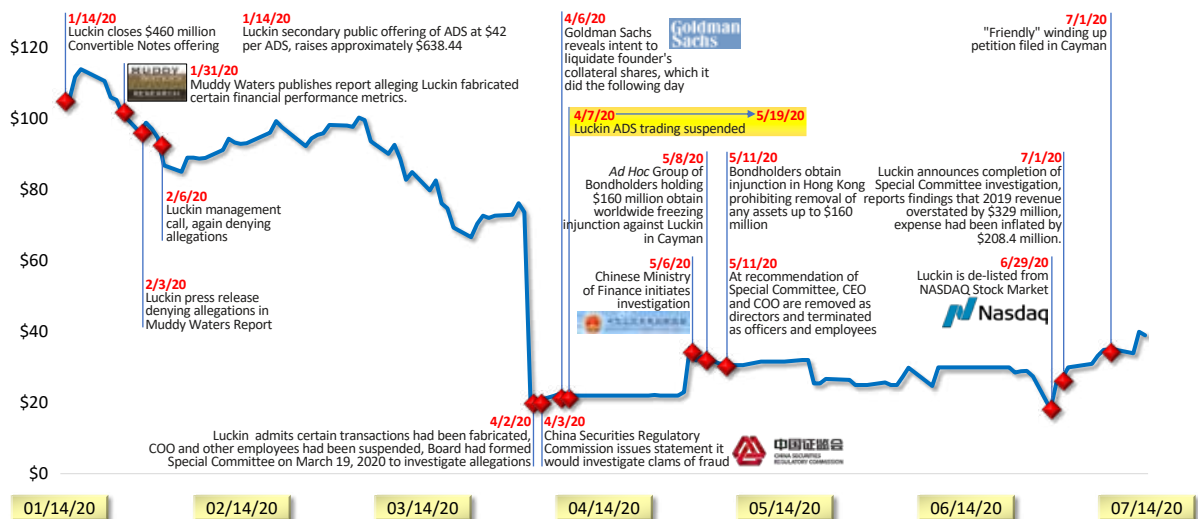 1/14/20
Luckin closes $460 million
Convertible Notes offering
1/14/20
Luckin secondary public offering of ADS at $42
per ADS, raises approximately $638.44
4/6/20
Goldman Sachs
reveals intent to
liquidate founder's
collateral shares, which it
did the following day
Goldman
Sachs
7/1/20
"Friendly" winding up
petition filed in Cayman
MUDDY
WATERS
RESEARCH
1/31/20
Muddy Waters publishes report alleging Luckin fabricated
certain financial performance metrics.
4/7/20
5/19/20
Luckin ADS trading suspended
2/6/20
Luckin management
call, again denying
allegations
2/3/20
Luckin press release
denying allegations in
Muddy Waters Report
5/8/20
Ad Hoc Group of
Bondholders holding
$160 million obtain
worldwide freezing
injunction against Luckin
in Cayman
5/11/20
Bondholders obtain
injunction in Hong Kong
prohibiting removal of
any assets up to $160
million
7/1/20
Luckin announces completion of
Special Committee investigation,
reports findings that 2019 revenue
overstated by $329 million,
expense had been inflated by
$208.4 million.
5/6/20
Chinese Ministry
of Finance initiates
investigation
5/11/20
At recommendation of
Special Committee, CEO
and COO are removed as
directors and terminated
as officers and employees
6/29/20
Luckin is de-listed from
NASDAQ Stock Market
Nasdaq
4/2/20
Luckin admits certain transactions had been fabricated,
COO and other employees had been suspended, Board had formed
Special Committee on March 19, 2020 to investigate allegations
4/3/20
China Securities Regulatory
Commission issues statement it
would investigate clams of fraud
中国证监会
CHINA SECURITIES
REGULATORY COMMISSION
$120
$100
$80
$60
$40
$20
$0
01/14/20
02/14/20
03/14/20
04/14/20
05/14/20
06/14/20
07/14/20